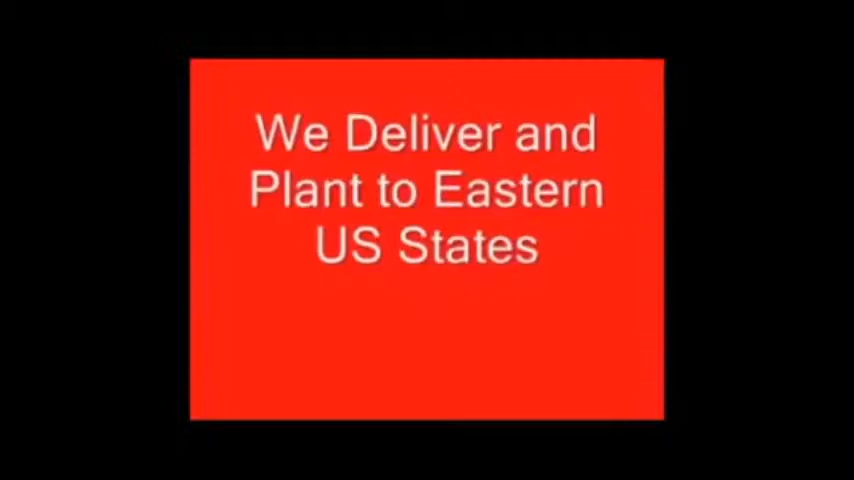 We Deliver and
Plant to Eastern
US States